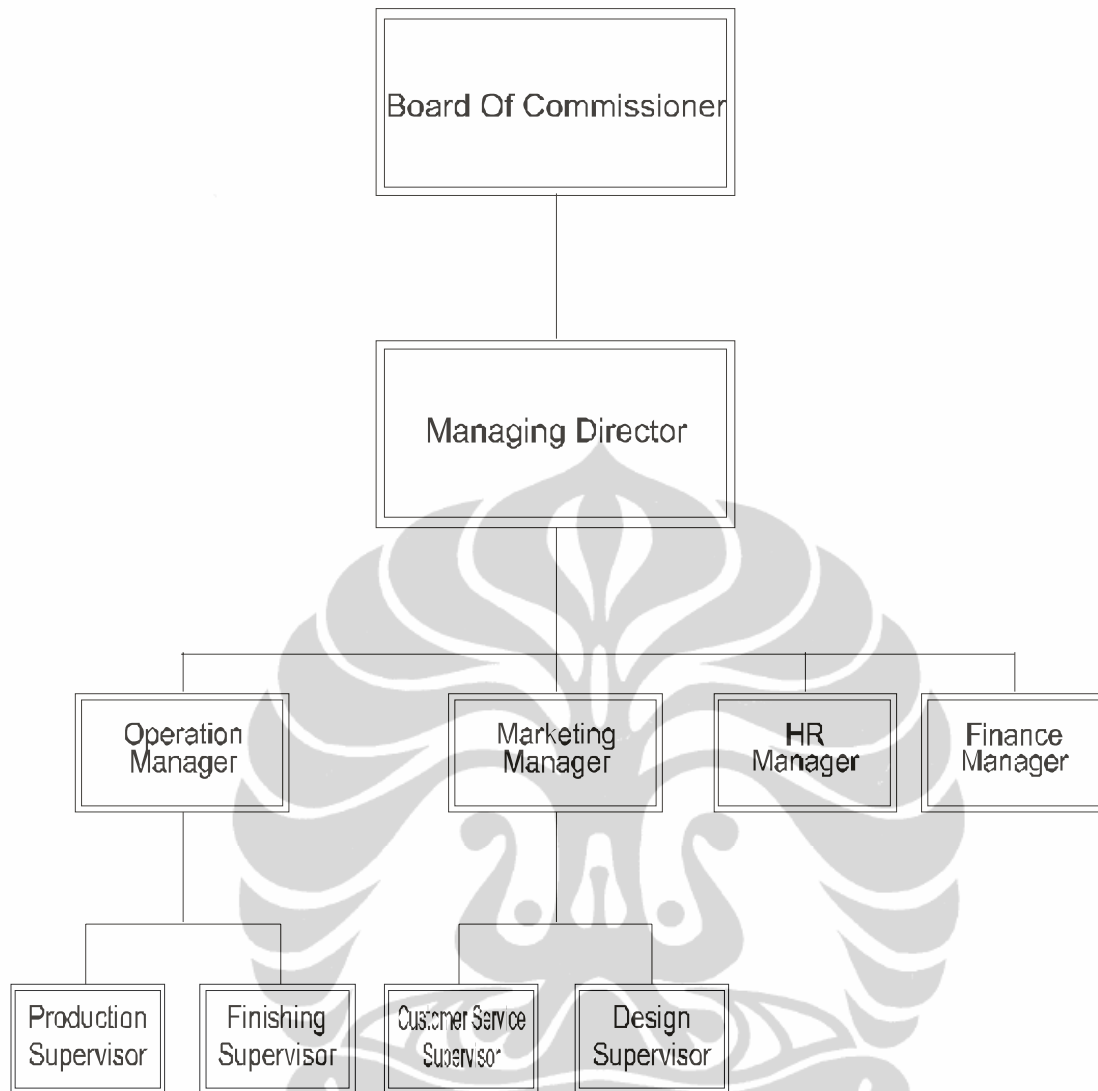 Board Of Commissioner
Managing Director
Operation
Manager
Marketing
Manager
HR
Manager
Finance
Manager
Production
Supervisor
Finishing
Supervisor
Customer Service
Supervisor
Design
Supervisor